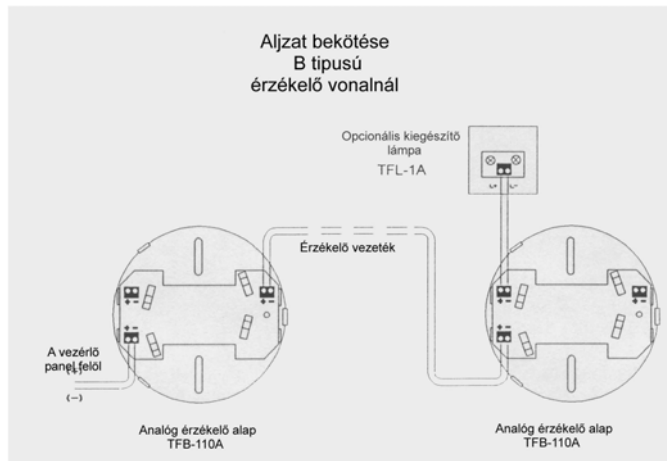 Aljzat bekötése
B tipusú
érzékelő vonalnál
Opcionális kiegészítő
lámpa
TFL-1A
L+ L-
Érzékelő vezeték
+ - + -
+ -
+ - + -
+ -
A vezérlő
panel felöl
(+)
(-)
Analóg érzékelő alap
TFB-110A
Analóg érzékelő alap
TFB-110A